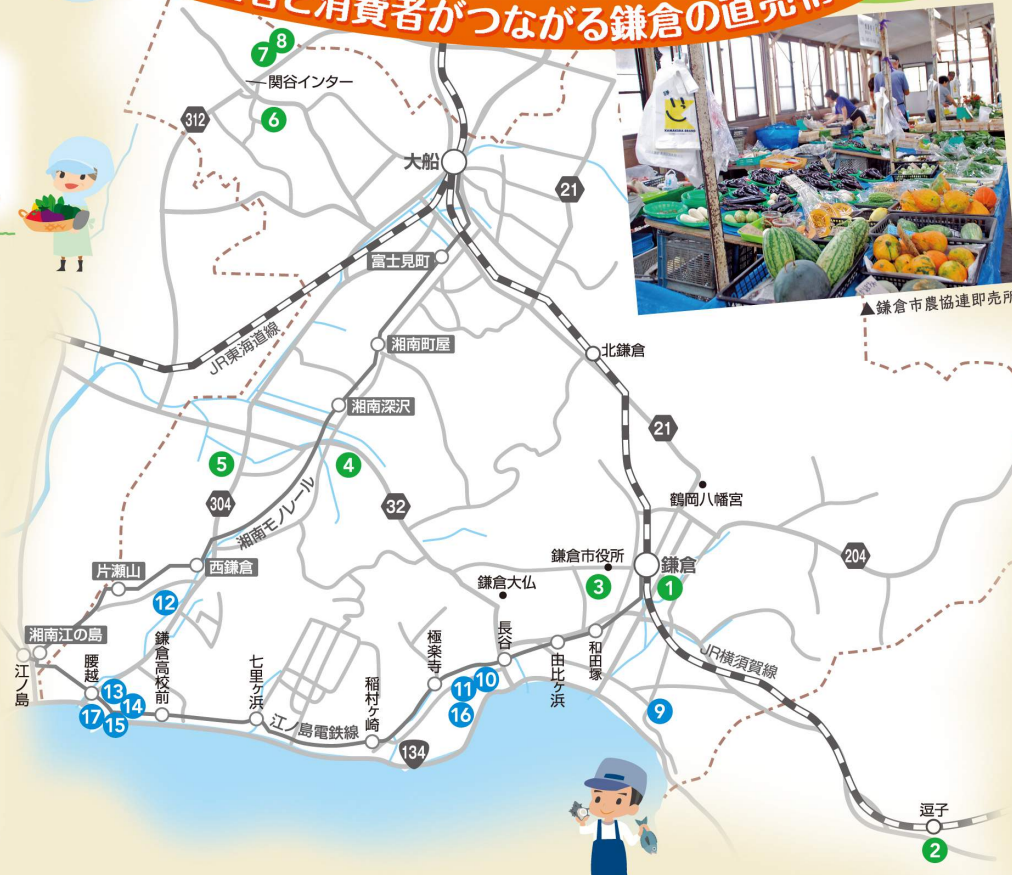 者と消費者がつながる鎌倉の直売
8
7
関谷インター
6
312
大船
21
富士見町
▲鎌倉市農協連即売所
JR東海道線
湘南町屋
北鎌倉
湘南深沢
21
5
4
鶴岡八幡宮
304
湘南モノレール
32
204
鎌倉市役所
鎌倉
片瀬山
西鎌倉
鎌倉大仏
3
1
12
湘南江の島
江ノ島
腰越
鎌倉高校前
七里ヶ浜
稲村ヶ崎
極楽寺
長谷
由比ヶ浜
和田塚
JR横須賀線
13
14
17
15
11
10
16
9
江ノ島電鉄線
134
逗子
2